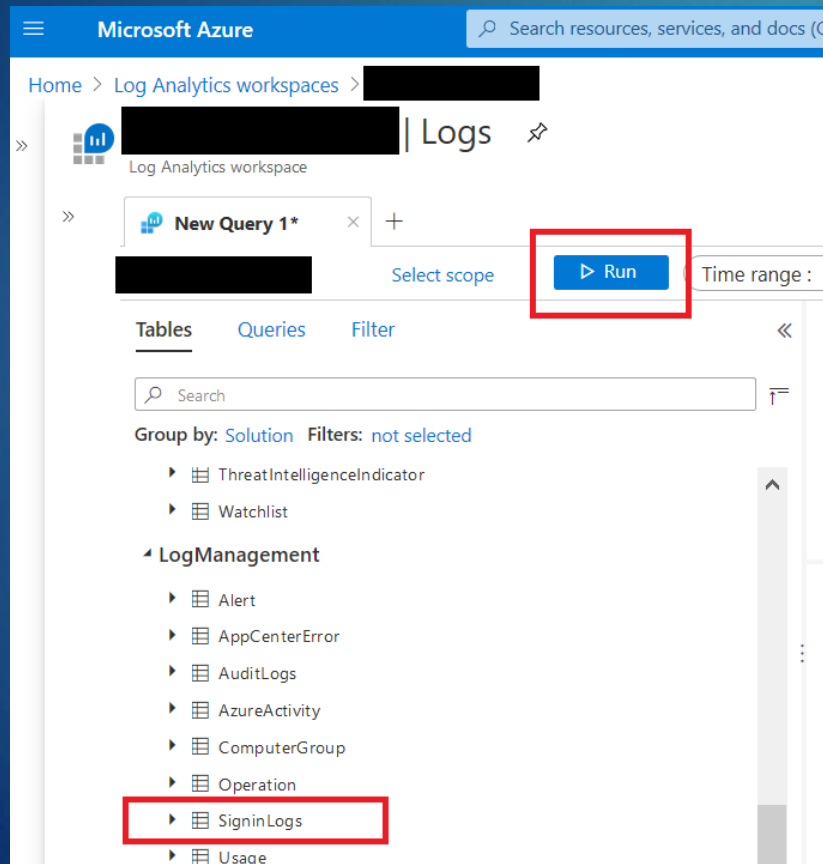 Microsoft Azure
Search resources, services, and docs (
Home > Log Analytics workspaces >
| Logs
Log Analytics workspace
New Query 1*
Select scope
Run
Time range :
Tables Queries Filter
Search
Group by: Solution Filters: not selected
ThreatIntelligenceIndicator
Watchlist
LogManagement
Alert
AppCenterError
AuditLogs
AzureActivity
ComputerGroup
Operation
SigninLogs
Usage